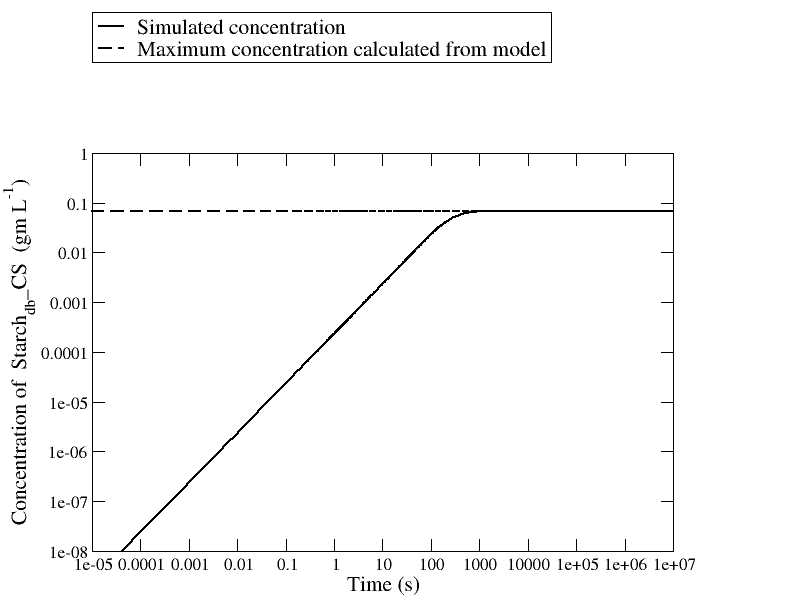 Simulated concentration
Maximum concentration calculated from model
1
0.1
0.01
0.001
0.0001
1e-05
1e-06
1e-07
1e-08
Concentration of Starch_db_CS (gm L^-1)
1e-05 0.0001 0.001 0.01 0.1 1 10 100 1000 10000 1e+05 1e+06 1e+07
Time (s)